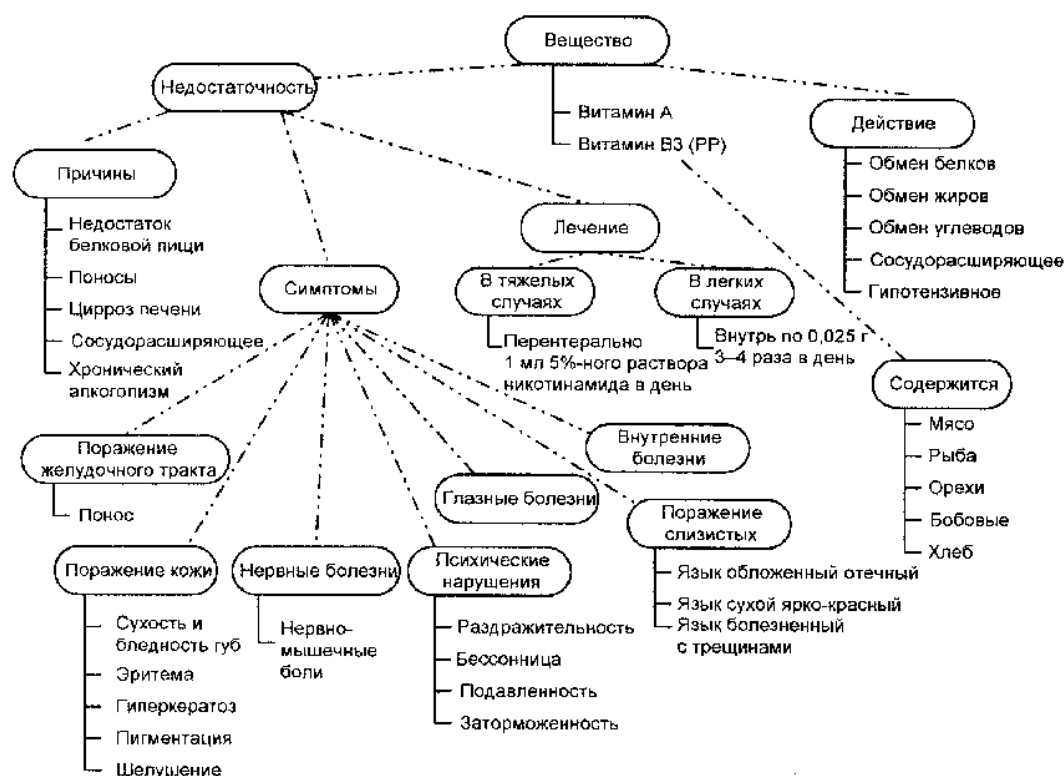 Вещество
Недостаточность
Витамин А
Витамин В3 (РР)
Действие
Обмен белков
Обмен жиров
Обмен углеводов
Сосудорасширяющее
Гипотензивное
Причины
Недостаток
белковой пищи
Поносы
Цирроз печени
Сосудорасширяющее
Хронический
алкоголизм
Лечение
Симптомы
В тяжелых
случаях
В легких
случаях
Перентерально
1 мл 5%-ного раствора
никотинамида в день
Внутрь по 0,025 г
3–4 раза в день
Содержится
Мясо
Рыба
Орехи
Бобовые
Хлеб
Поражение
желудочного тракта
Понос
Внутренние
болезни
Глазные болезни
Поражение
слизистых
Язык обложенный отечный
Язык сухой ярко-красный
Язык болезненный
с трещинами
Поражение кожи
Сухость и
бледность губ
Эритема
Гиперкератоз
Пигментация
Шелушение
Нервные болезни
Нервно-
мышечные
боли
Психические
нарушения
Раздражительность
Бессонница
Подавленность
Заторможенность